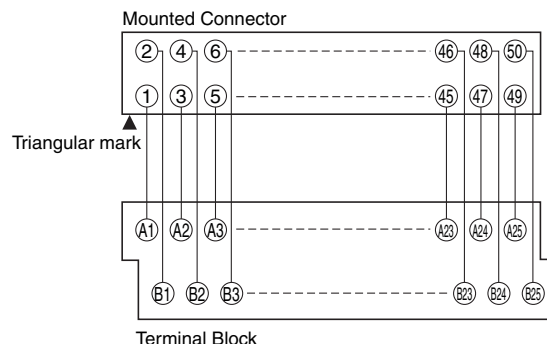 Mounted Connector
2 4 6 46 48 50
1 3 5 45 47 49
Triangular mark
A1 A2 A3 A23 A24 A25
B1 B2 B3 B23 B24 B25
Terminal Block